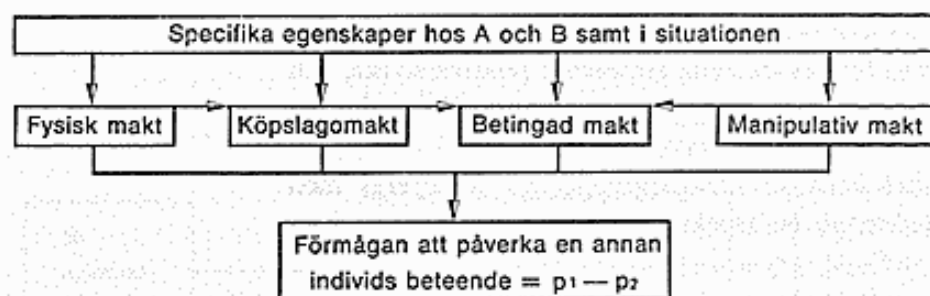 Specifika egenskaper hos A och B samt i situationen
Fysisk makt
Köpslagomakt
Betingad makt
Manipulativ makt
Förmågan att påverka en annan
individs beteende = p1 — p2